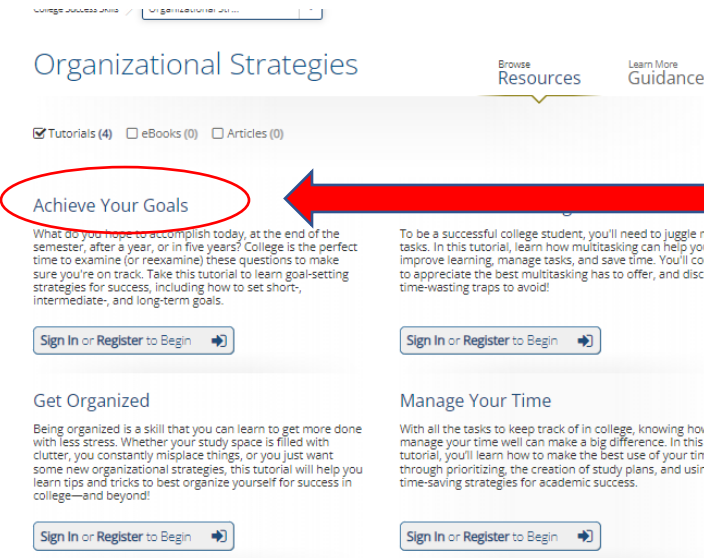 Organizational Strategies
Browse
Resources
Learn More
Guidance
Tutorials (4) eBooks (0) Articles (0)
Achieve Your Goals
What do you hope to accomplish today, at the end of the
semester, after a year, or in five years? College is the perfect
time to examine (or reexamine) these questions to make
sure you're on track. Take this tutorial to learn goal-setting
strategies for success, including how to set short-,
intermediate-, and long-term goals.
Sign In or Register to Begin
To be a successful college student, you'll need to juggle
tasks. In this tutorial, learn how multitasking can help
improve learning, manage tasks, and save time. You'll
to appreciate the best multitasking has to offer, and
time-wasting traps to avoid!
Sign In or Register to Begin
Get Organized
Being organized is a skill that you can learn to get more done
with less stress. Whether your study space is filled with
clutter, you constantly misplace things, or you just want
some new organizational strategies, this tutorial will help you
learn tips and tricks to best organize yourself for success in
college—and beyond!
Sign In or Register to Begin
Manage Your Time
With all the tasks to keep track of in college, knowing
manage your time well can make a big difference. In this
tutorial, you'll learn how to make the best use of your
through prioritizing, the creation of study plans, and
time-saving strategies for academic success.
Sign In or Register to Begin